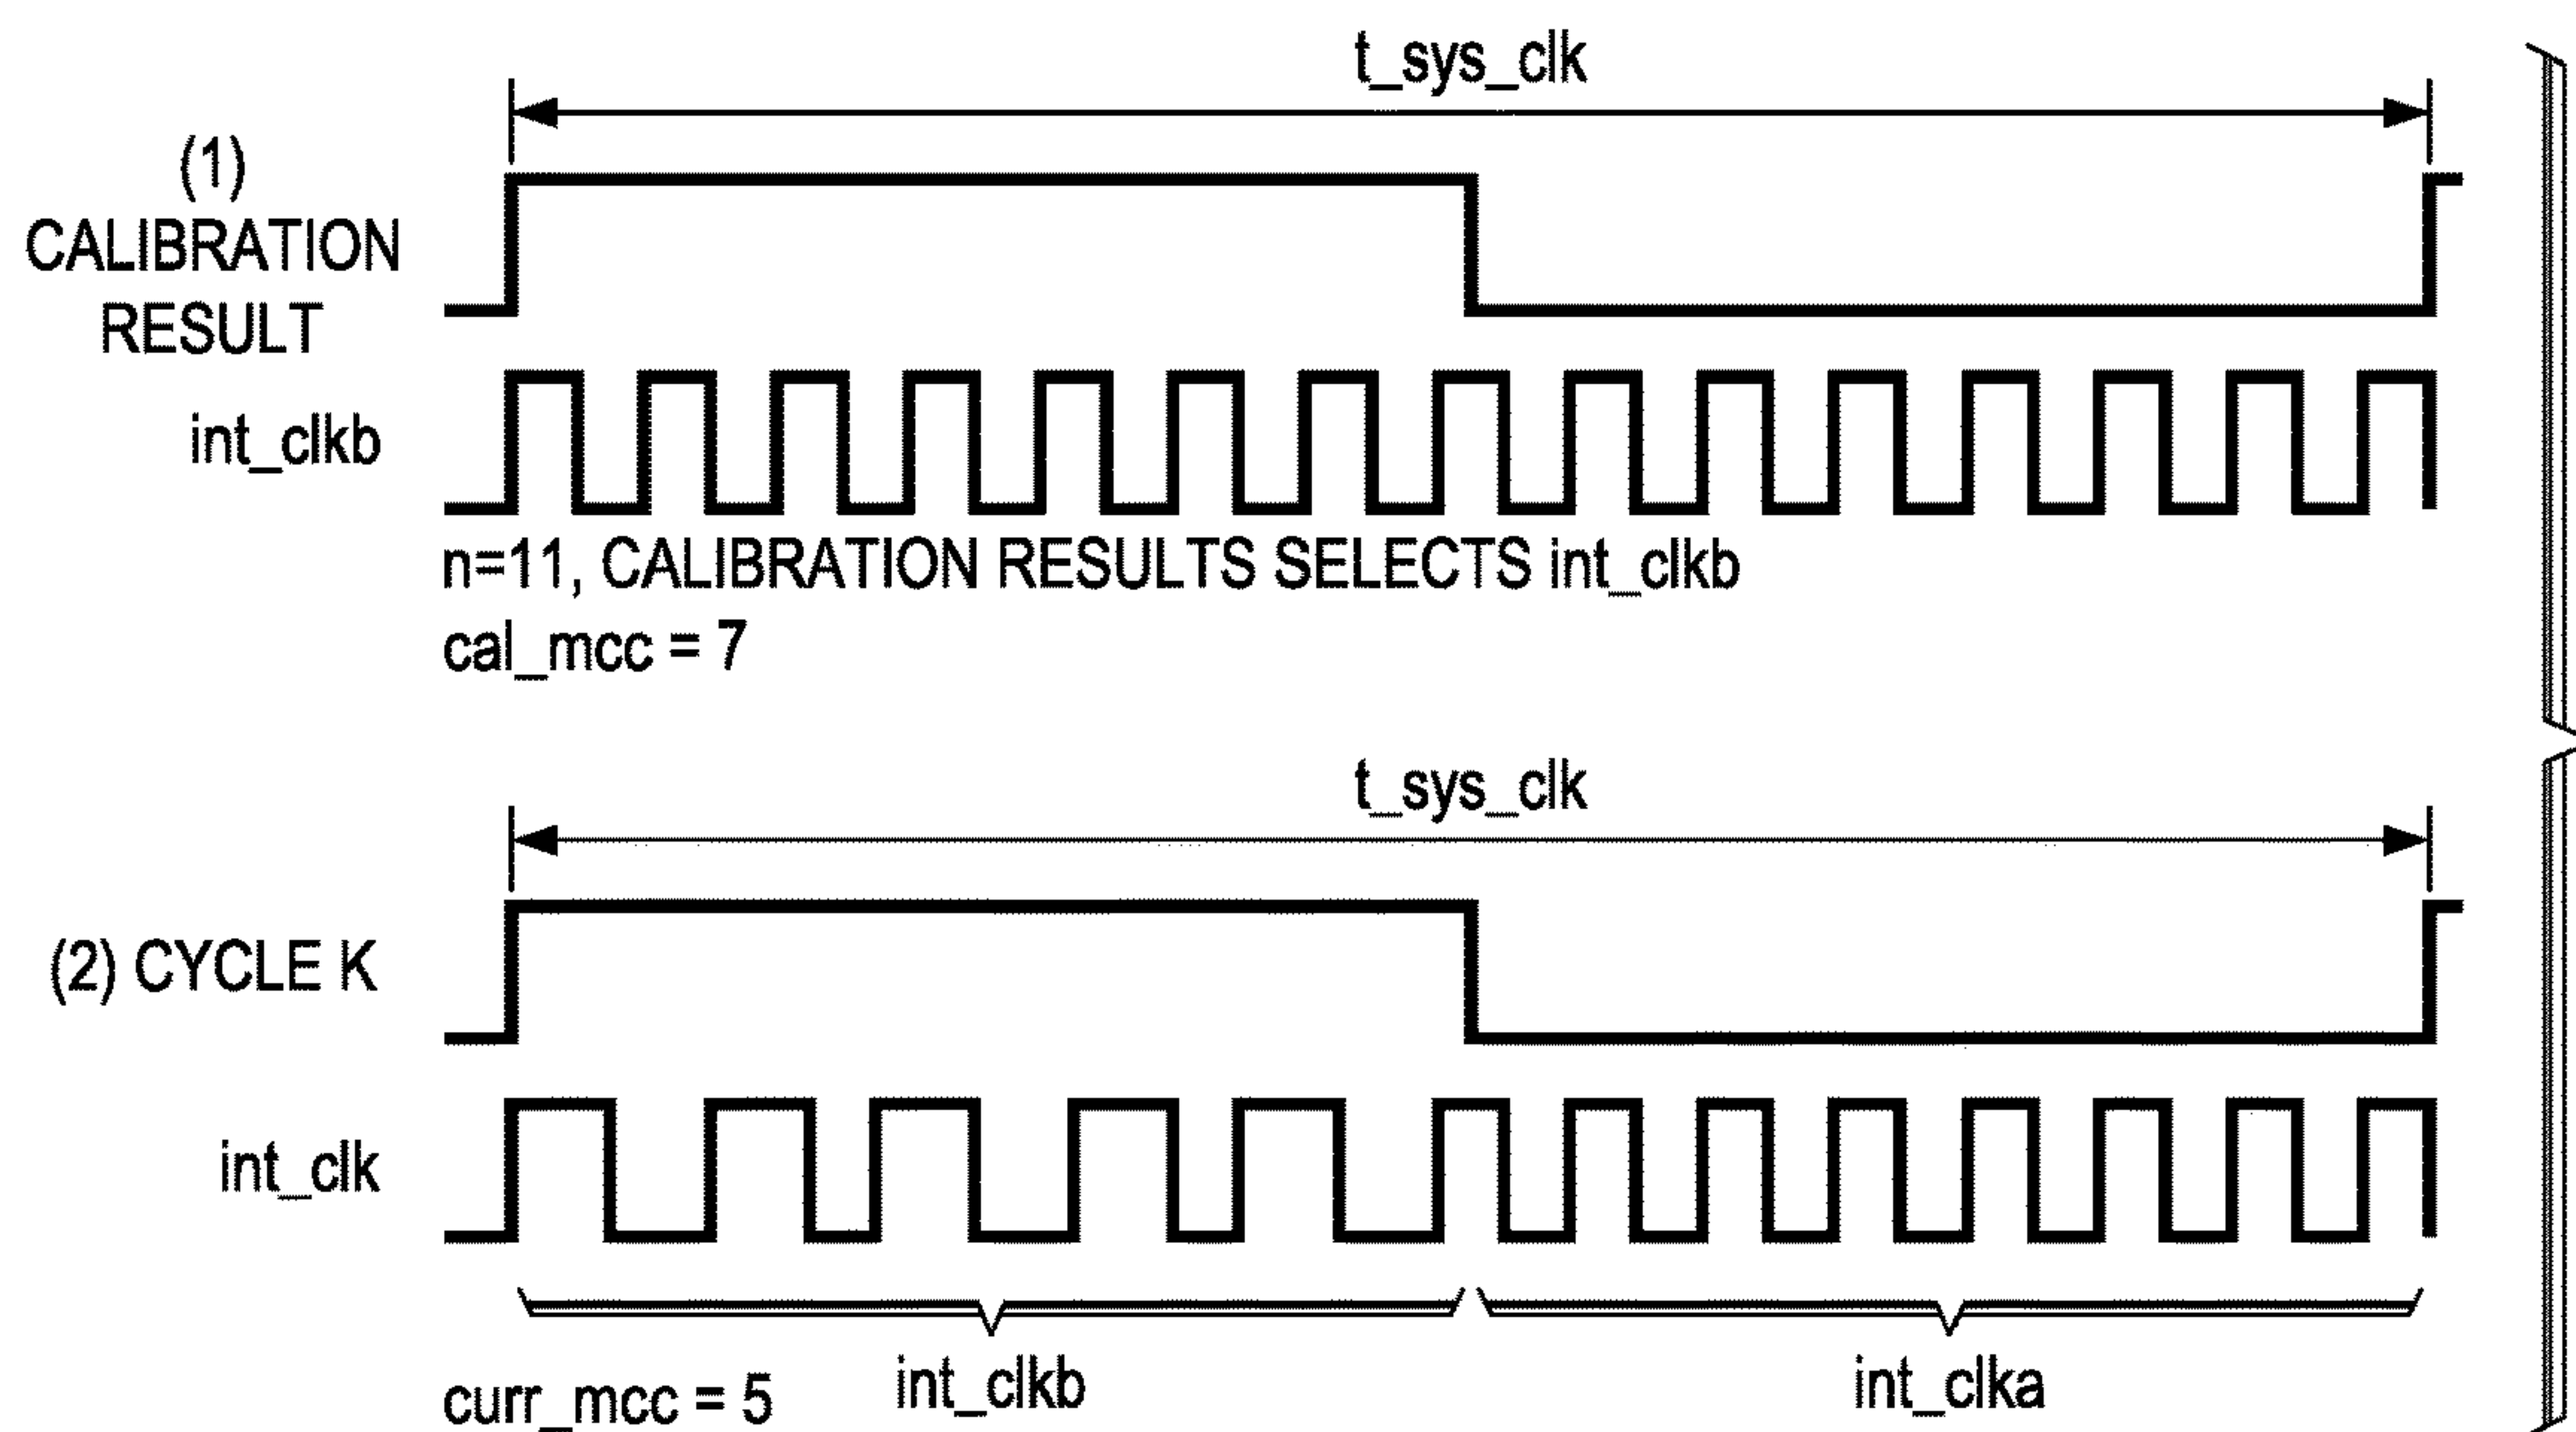 t_sys_clk
(1)
CALIBRATION
RESULT
int_clkb
n=11, CALIBRATION RESULTS SELECTS int_clkb
cal_mcc = 7
t_sys_clk
(2) CYCLE K
int_clk
int_clkb
int_clka
curr_mcc = 5